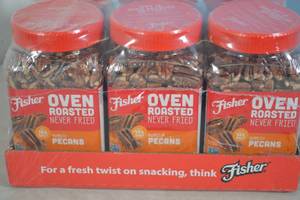 Fisher
OVEN
ROASTED
NEVER FRIED
PECANS
Fisher
OVEN
ROASTED
NEVER FRIED
PECANS
Fisher
OVEN
ROASTED
NEVER FRIED
PECANS
For a fresh twist on snacking, think Fisher